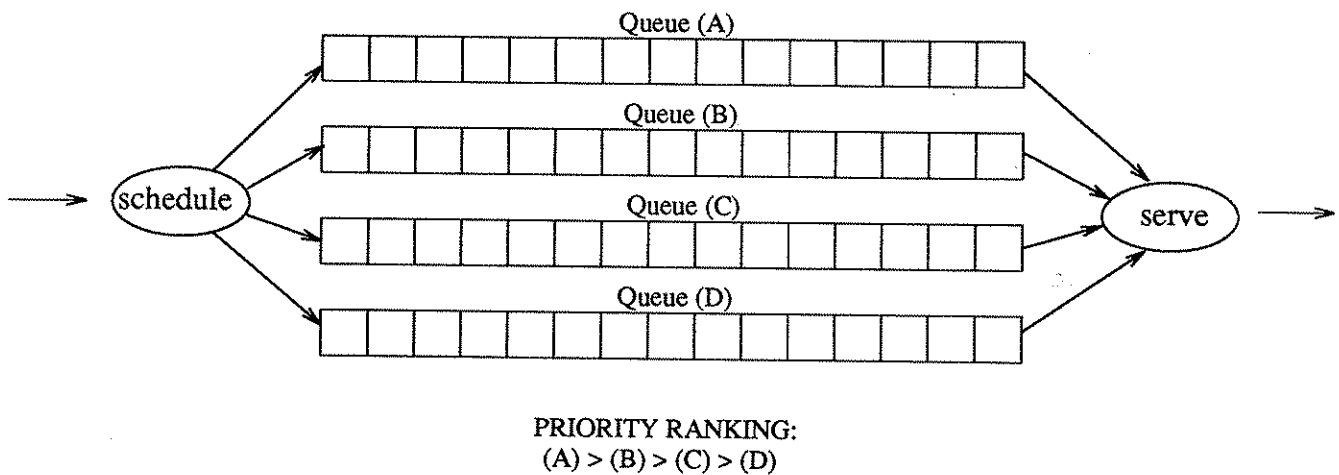 Queue (A)
Queue (B)
schedule
Queue (C)
serve
Queue (D)
PRIORITY RANKING:
(A) > (B) > (C) > (D)